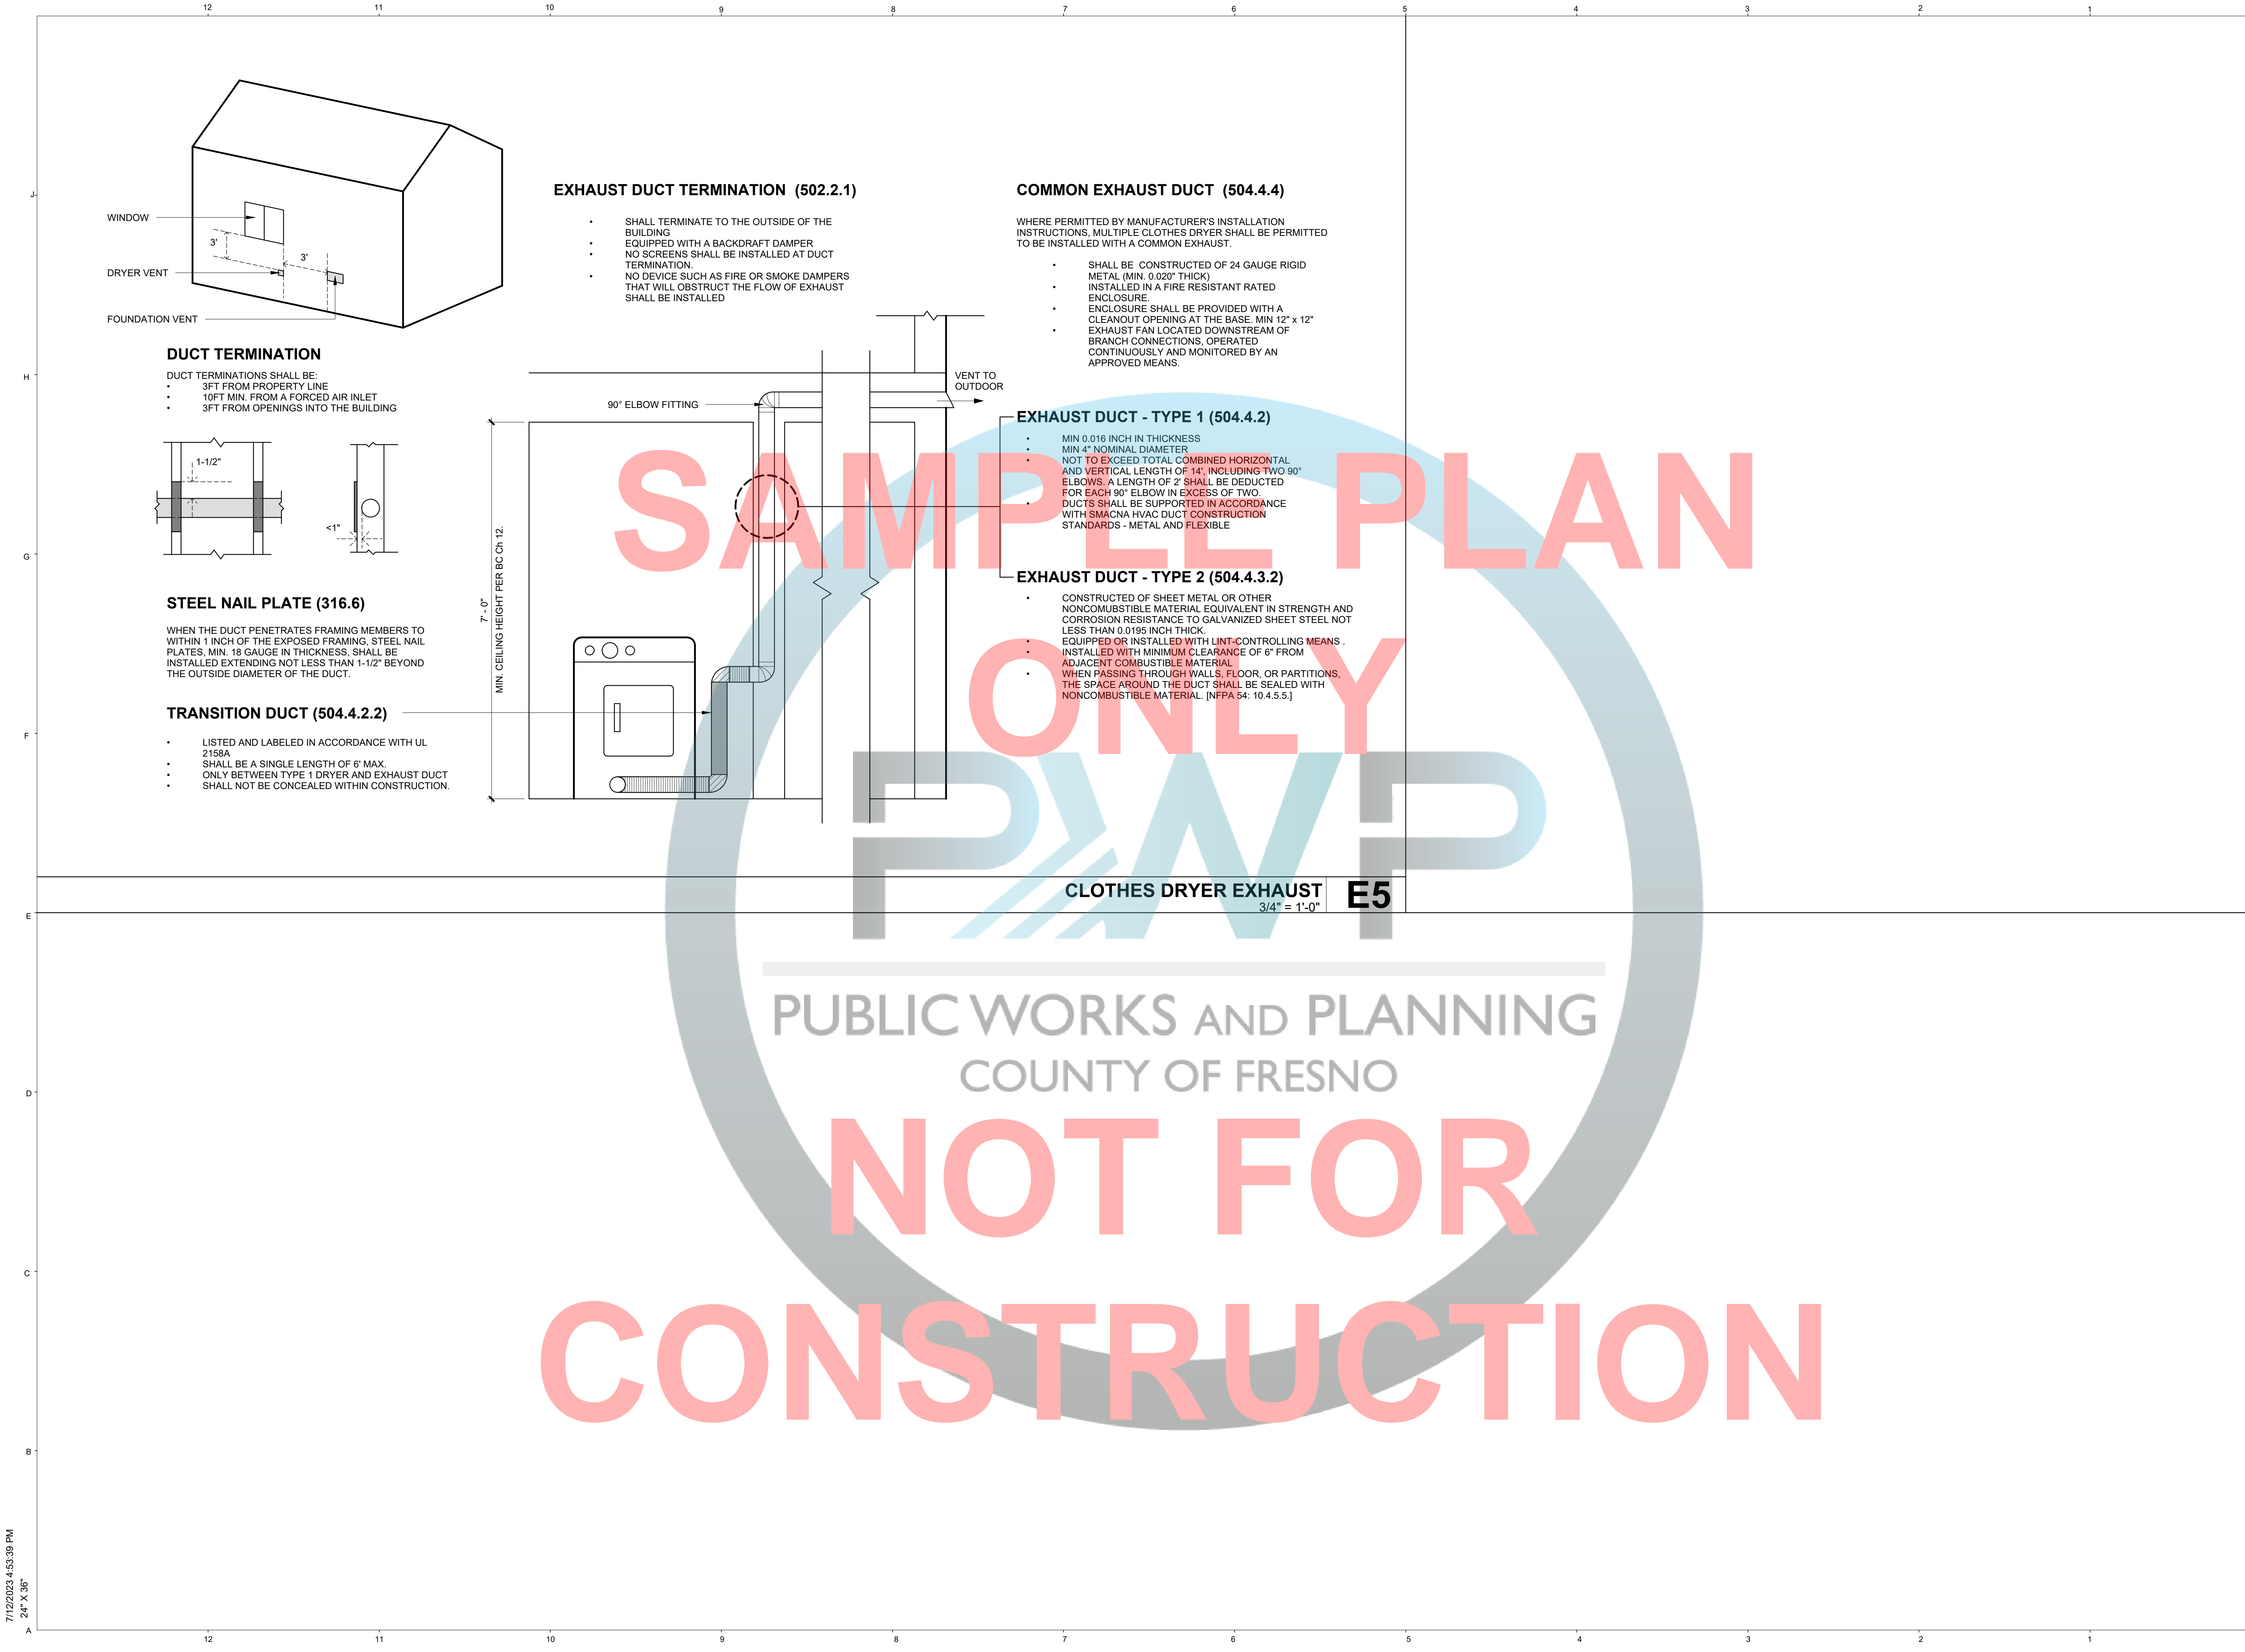 12 11 10 9 8 7 6 5 4 3 2 1
J
H
G
F
E
D
C
B
A
WINDOW
3'
3'
DRYER VENT
FOUNDATION VENT
DUCT TERMINATION
DUCT TERMINATIONS SHALL BE:
• 3FT FROM PROPERTY LINE
• 10FT MIN. FROM A FORCED AIR INLET
• 3FT FROM OPENINGS INTO THE BUILDING
1-1/2"
<1"
STEEL NAIL PLATE (316.6)
WHEN THE DUCT PENETRATES FRAMING MEMBERS TO
WITHIN 1 INCH OF THE EXPOSED FRAMING, STEEL NAIL
PLATES, MIN. 18 GAUGE IN THICKNESS, SHALL BE
INSTALLED EXTENDING NOT LESS THAN 1-1/2" BEYOND
THE OUTSIDE DIAMETER OF THE DUCT.
TRANSITION DUCT (504.4.2.2)
• LISTED AND LABELED IN ACCORDANCE WITH UL
2158A
• SHALL BE A SINGLE LENGTH OF 6' MAX.
• ONLY BETWEEN TYPE 1 DRYER AND EXHAUST DUCT
• SHALL NOT BE CONCEALED WITHIN CONSTRUCTION.
EXHAUST DUCT TERMINATION (502.2.1)
• SHALL TERMINATE TO THE OUTSIDE OF THE
BUILDING
• EQUIPPED WITH A BACKDRAFT DAMPER
• NO SCREENS SHALL BE INSTALLED AT DUCT
TERMINATION.
• NO DEVICE SUCH AS FIRE OR SMOKE DAMPERS
THAT WILL OBSTRUCT THE FLOW OF EXHAUST
SHALL BE INSTALLED
90° ELBOW FITTING
VENT TO
OUTDOOR
7' - 0"
MIN. CEILING HEIGHT PER BC Ch 12.
COMMON EXHAUST DUCT (504.4.4)
WHERE PERMITTED BY MANUFACTURER'S INSTALLATION
INSTRUCTIONS, MULTIPLE CLOTHES DRYER SHALL BE PERMITTED
TO BE INSTALLED WITH A COMMON EXHAUST.
• SHALL BE CONSTRUCTED OF 24 GAUGE RIGID
METAL (MIN. 0.020" THICK)
• INSTALLED IN A FIRE RESISTANT RATED
ENCLOSURE.
• ENCLOSURE SHALL BE PROVIDED WITH A
CLEANOUT OPENING AT THE BASE. MIN 12" x 12"
• EXHAUST FAN LOCATED DOWNSTREAM OF
BRANCH CONNECTIONS, OPERATED
CONTINUOUSLY AND MONITORED BY AN
APPROVED MEANS.
EXHAUST DUCT - TYPE 1 (504.4.2)
• MIN 0.016 INCH IN THICKNESS
• MIN 4" NOMINAL DIAMETER
• NOT TO EXCEED TOTAL COMBINED HORIZONTAL
AND VERTICAL LENGTH OF 14', INCLUDING TWO 90°
ELBOWS. A LENGTH OF 2' SHALL BE DEDUCTED
FOR EACH 90° ELBOW IN EXCESS OF TWO.
• DUCTS SHALL BE SUPPORTED IN ACCORDANCE
WITH SMACNA HVAC DUCT CONSTRUCTION
STANDARDS - METAL AND FLEXIBLE
EXHAUST DUCT - TYPE 2 (504.4.3.2)
• CONSTRUCTED OF SHEET METAL OR OTHER
NONCOMUBSTIBLE MATERIAL EQUIVALENT IN STRENGTH AND
CORROSION RESISTANCE TO GALVANIZED SHEET STEEL NOT
LESS THAN 0.0195 INCH THICK.
• EQUIPPED OR INSTALLED WITH LINT-CONTROLLING MEANS .
• INSTALLED WITH MINIMUM CLEARANCE OF 6" FROM
ADJACENT COMBUSTIBLE MATERIAL
• WHEN PASSING THROUGH WALLS, FLOOR, OR PARTITIONS,
THE SPACE AROUND THE DUCT SHALL BE SEALED WITH
NONCOMBUSTIBLE MATERIAL. [NFPA 54: 10.4.5.5.]
CLOTHES DRYER EXHAUST
3/4" = 1'-0"
E5
SAMPLE PLAN
ONLY
PWP
PUBLIC WORKS AND PLANNING
COUNTY OF FRESNO
NOT FOR
CONSTRUCTION
7/12/2023 4:53:39 PM
24" X 36"
12 11 10 9 8 7 6 5 4 3 2 1